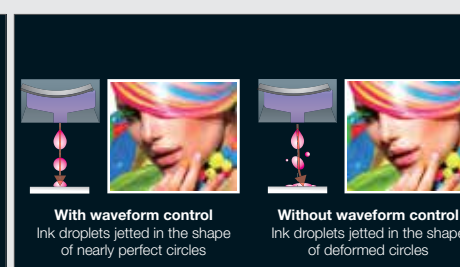 With waveform control
Ink droplets jetted in the shape
of nearly perfect circles
Without waveform control
Ink droplets jetted in the shape
of deformed circles